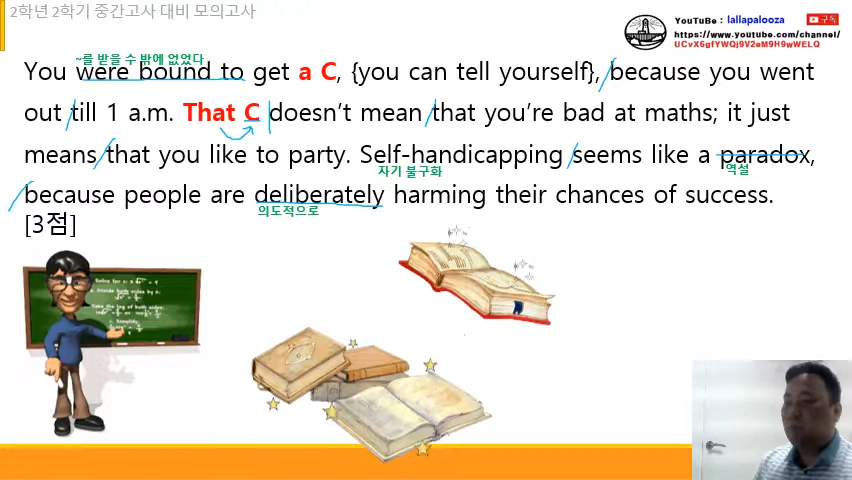 2학년 2학기 중간고사 대비 모의고사
YouTuBe : lallapalooza
구독
https://www.youtube.com/channel/
UCvX6gfYWQj9V2eM9H9wWELQ
~를 받을 수 밖에 없었다
You were bound to get a C, {you can tell yourself}, because you went
out till 1 a.m. That C doesn't mean that you're bad at maths; it just
means that you like to party. Self-handicapping seems like a paradox,
자기 불구화 역설
because people are deliberately harming their chances of success.
의도적으로
[3점]